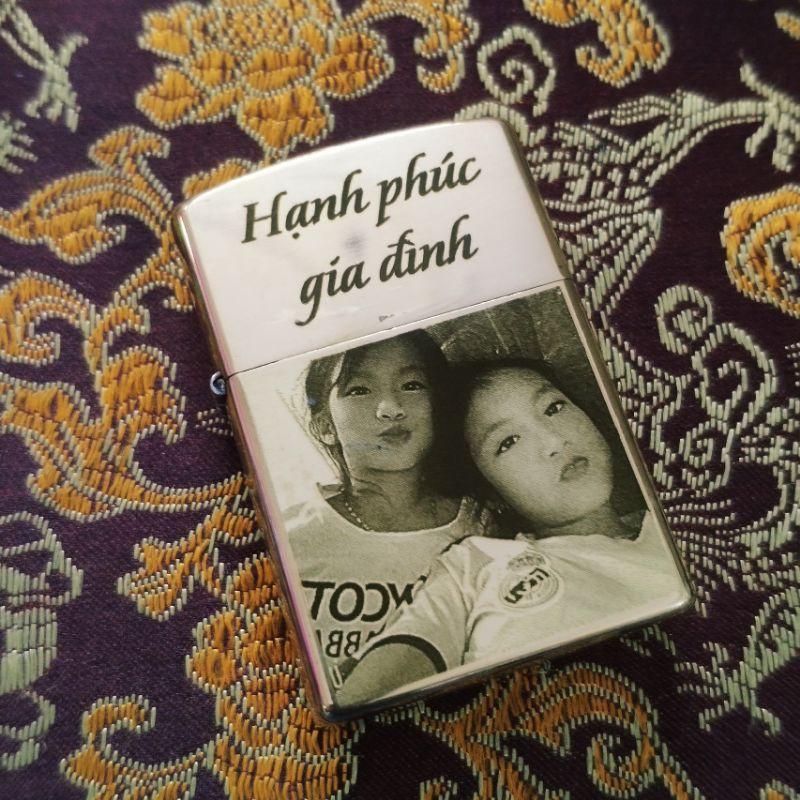 Hạnh phúc
gia đình